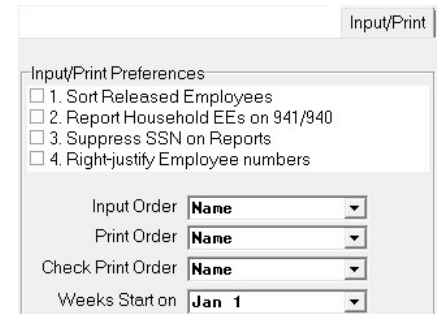 Input/Print
Input/Print Preferences
1. Sort Released Employees
2. Report Household EEs on 941/940
3. Suppress SSN on Reports
4. Right-justify Employee numbers
Input Order Name
Print Order Name
Check Print Order Name
Weeks Start on Jan 1